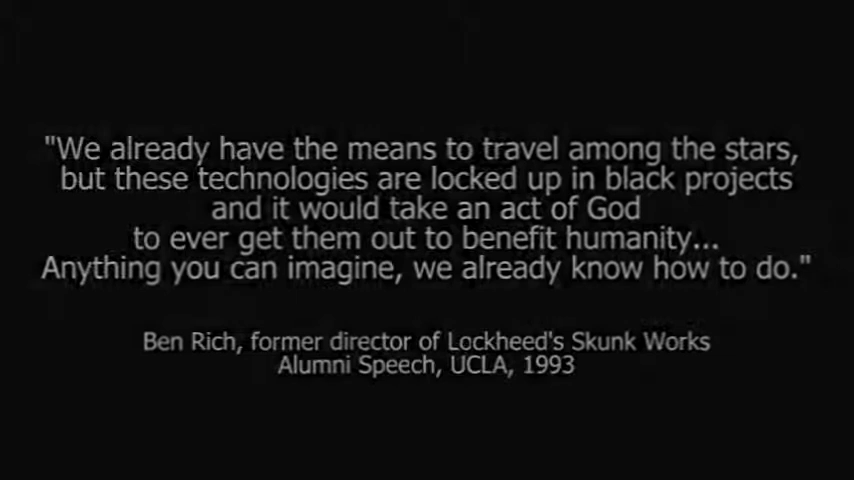 "We already have the means to travel among the stars,
but these technologies are locked up in black projects
and it would take an act of God
to ever get them out to benefit humanity...
Anything you can imagine, we already know how to do."
Ben Rich, former director of Lockheed's Skunk Works
Alumni Speech, UCLA, 1993